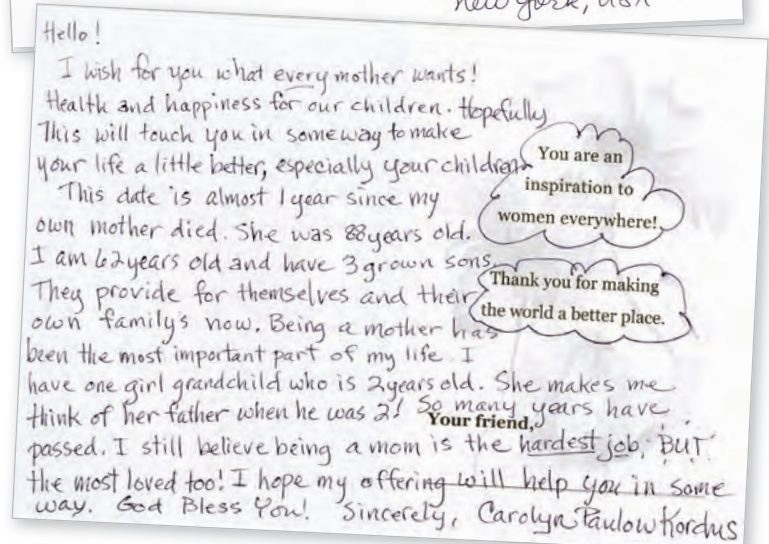 New York, USA
Hello!
I wish for you what every mother wants!
Health and happiness for our children. Hopefully
This will touch you in someway to make
your life a little better, especially your children.
You are an
inspiration to
women everywhere!
This date is almost 1 year since my
own mother died. She was 88 years old.
I am 62 years old and have 3 grown sons.
They provide for themselves and their
own family's now. Being a mother has
Thank you for making
the world a better place.
been the most important part of my life. I
have one girl grandchild who is 2 years old. She makes me
think of her father when he was 2! So many years have
Your friend,
passed. I still believe being a mom is the hardest job, BUT
the most loved too! I hope my offering will help you in some
way. God Bless You! Sincerely, Carolyn Paulow Kordus